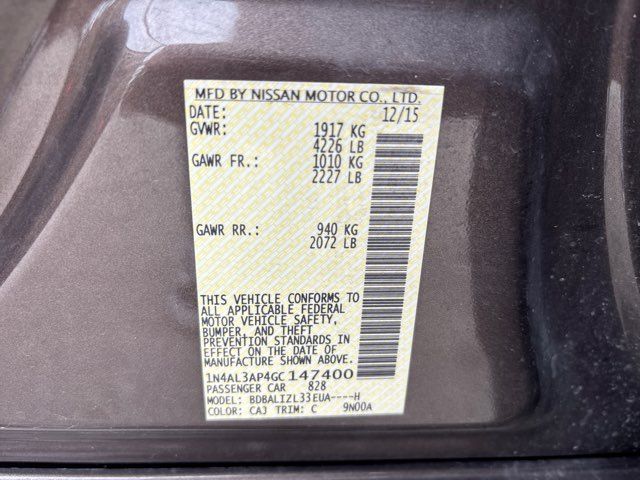 MFD BY NISSAN MOTOR CO., LTD.
DATE: 12/15
GVWR: 1917 KG
4226 LB
GAWR FR.: 1010 KG
2227 LB
GAWR RR.: 940 KG
2072 LB
THIS VEHICLE CONFORMS TO
ALL APPLICABLE FEDERAL
MOTOR VEHICLE SAFETY,
BUMPER, AND THEFT
PREVENTION STANDARDS IN
EFFECT ON THE DATE OF
MANUFACTURE SHOWN ABOVE.
1N4AL3AP4GC147400
PASSENGER CAR 828
MODEL: BDBALIZL33EUA----H
COLOR: CAJ TRIM: C 9N00A